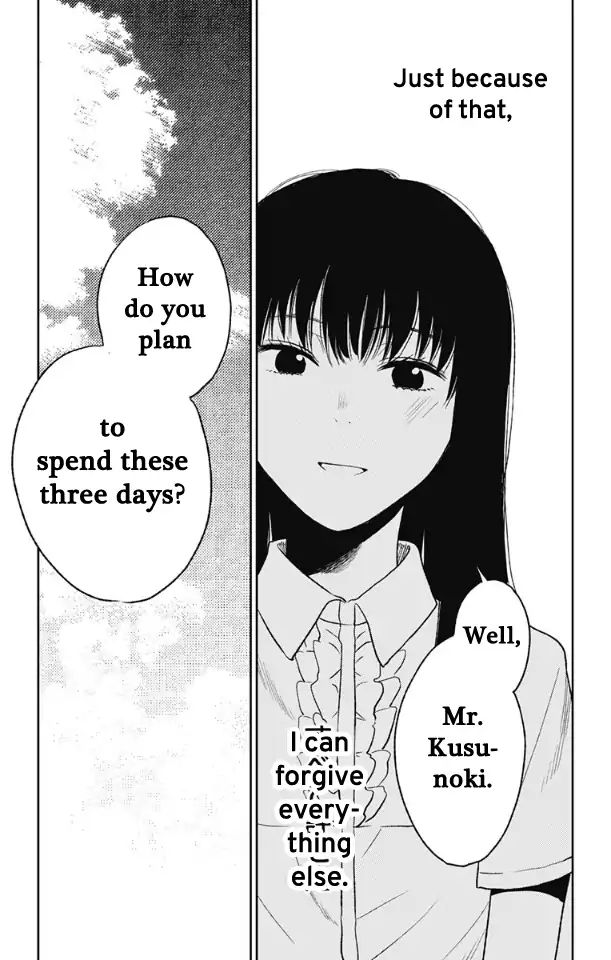 Just because
of that,
I can
forgive
every-
thing
else.
Well,
Mr.
Kusu-
noki.
How
do you
plan
to
spend these
three days?